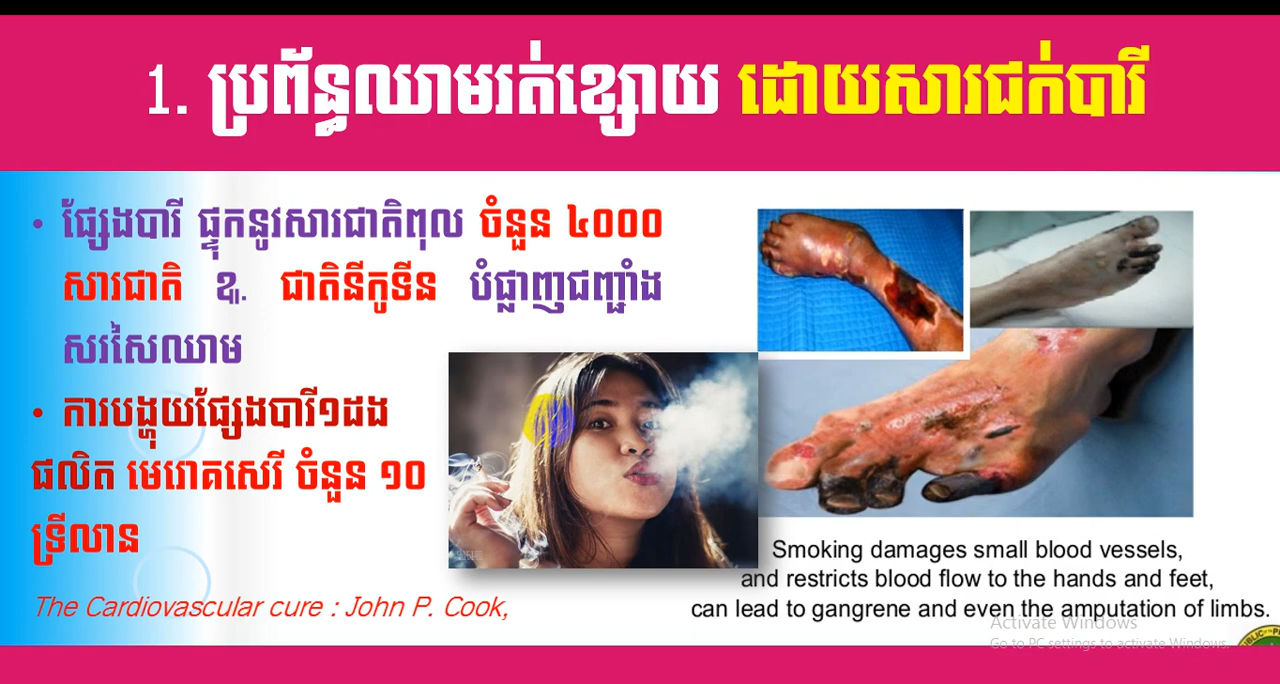 1. ប្រព័ន្ធឈាមរត់ខ្សោយ ដោយសារជក់បារី
• ផ្សែងបារី ផ្ទុកនូវសារជាតិពុល ចំនួន ៤០០០
សារជាតិ ឧ. ជាតិនីកូទីន បំផ្លាញជញ្ជាំង
សរសៃឈាម
• ការបង្ហុយផ្សែងបារី១ដង
ផលិត មេរោគសេរី ចំនួន ១០
ទ្រីលាន
The Cardiovascular cure : John P. Cook,
Smoking damages small blood vessels,
and restricts blood flow to the hands and feet,
can lead to gangrene and even the amputation of limbs.
Activate Windows
Go to PC settings to activate Windows.